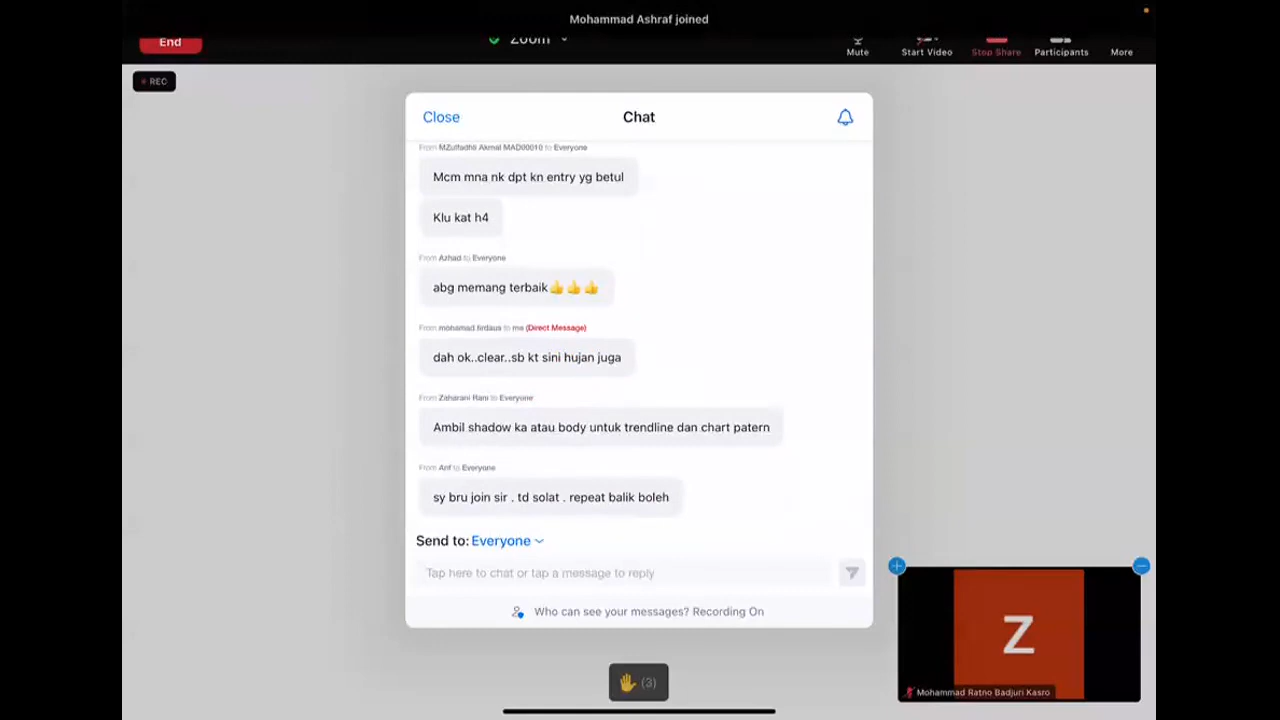 Mohammad Ashraf joined
End
Zoom
Mute
Start Video
Stop Share
Participants
More
REC
Close
Chat
From MZulfadhli Akmal MAD00010 to Everyone
Mcm mna nk dpt kn entry yg betul
Klu kat h4
From Azhad to Everyone
abg memang terbaik👍👍👍
From mohamad firdaus to me (Direct Message)
dah ok..clear..sb kt sini hujan juga
From Zaharani Rani to Everyone
Ambil shadow ka atau body untuk trendline dan chart patern
From Arif to Everyone
sy bru join sir . td solat . repeat balik boleh
Send to: Everyone
Tap here to chat or tap a message to reply
Who can see your messages? Recording On
✋ (3)
Z
Mohammad Ratno Badjuri Kasro